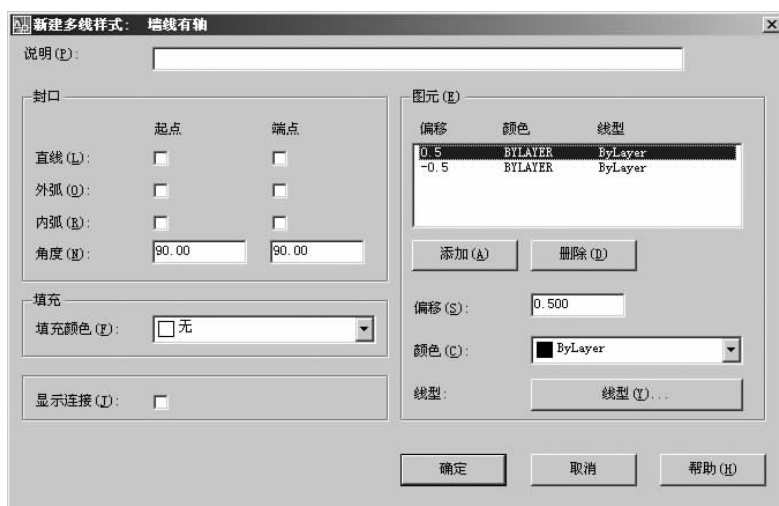 新建多线样式: 墙线有轴
说明(P):
封口
起点 端点
直线(L):
外弧(O):
内弧(R):
角度(N): 90.00 90.00
填充
填充颜色(F): 无
显示连接(J):
图元(E)
偏移 颜色 线型
0.5 BYLAYER ByLayer
-0.5 BYLAYER ByLayer
添加(A) 删除(D)
偏移(S): 0.500
颜色(C): ByLayer
线型: 线型(Y)...
确定 取消 帮助(H)